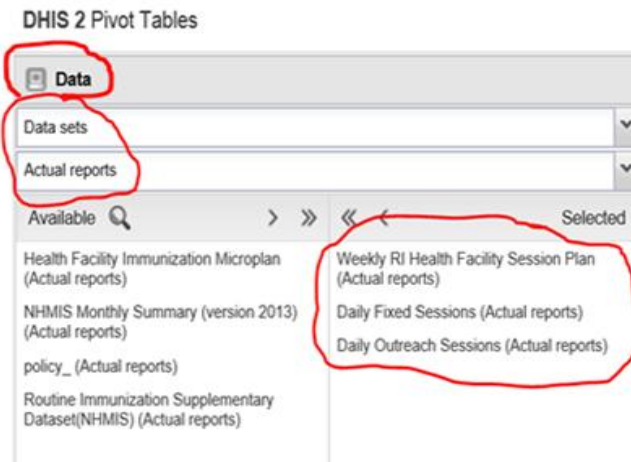 DHIS 2 Pivot Tables
Data
Data sets
Actual reports
Available
Selected
Health Facility Immunization Microplan
(Actual reports)
NHMIS Monthly Summary (version 2013)
(Actual reports)
policy_ (Actual reports)
Routine Immunization Supplementary
Dataset(NHMIS) (Actual reports)
Weekly RI Health Facility Session Plan
(Actual reports)
Daily Fixed Sessions (Actual reports)
Daily Outreach Sessions (Actual reports)